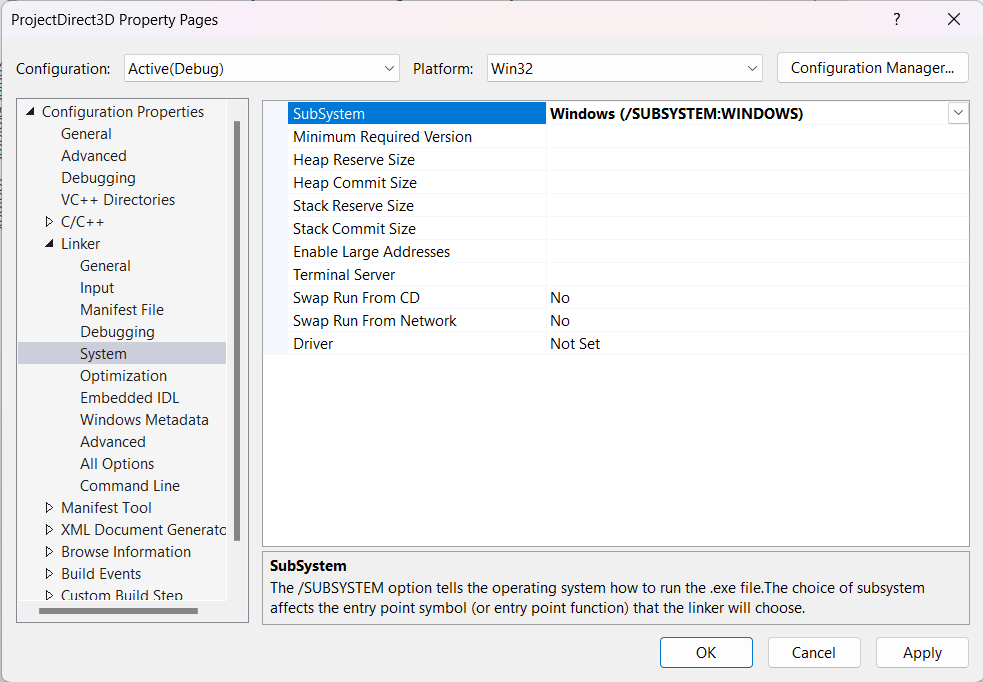 ProjectDirect3D Property Pages
?
Configuration: Active(Debug) Platform: Win32 Configuration Manager...
Configuration Properties
General
Advanced
Debugging
VC++ Directories
C/C++
Linker
General
Input
Manifest File
Debugging
System
Optimization
Embedded IDL
Windows Metadata
Advanced
All Options
Command Line
Manifest Tool
XML Document Generato
Browse Information
Build Events
Custom Build Step
SubSystem Windows (/SUBSYSTEM:WINDOWS)
Minimum Required Version
Heap Reserve Size
Heap Commit Size
Stack Reserve Size
Stack Commit Size
Enable Large Addresses
Terminal Server
Swap Run From CD No
Swap Run From Network No
Driver Not Set
SubSystem
The /SUBSYSTEM option tells the operating system how to run the .exe file.The choice of subsystem
affects the entry point symbol (or entry point function) that the linker will choose.
OK Cancel Apply